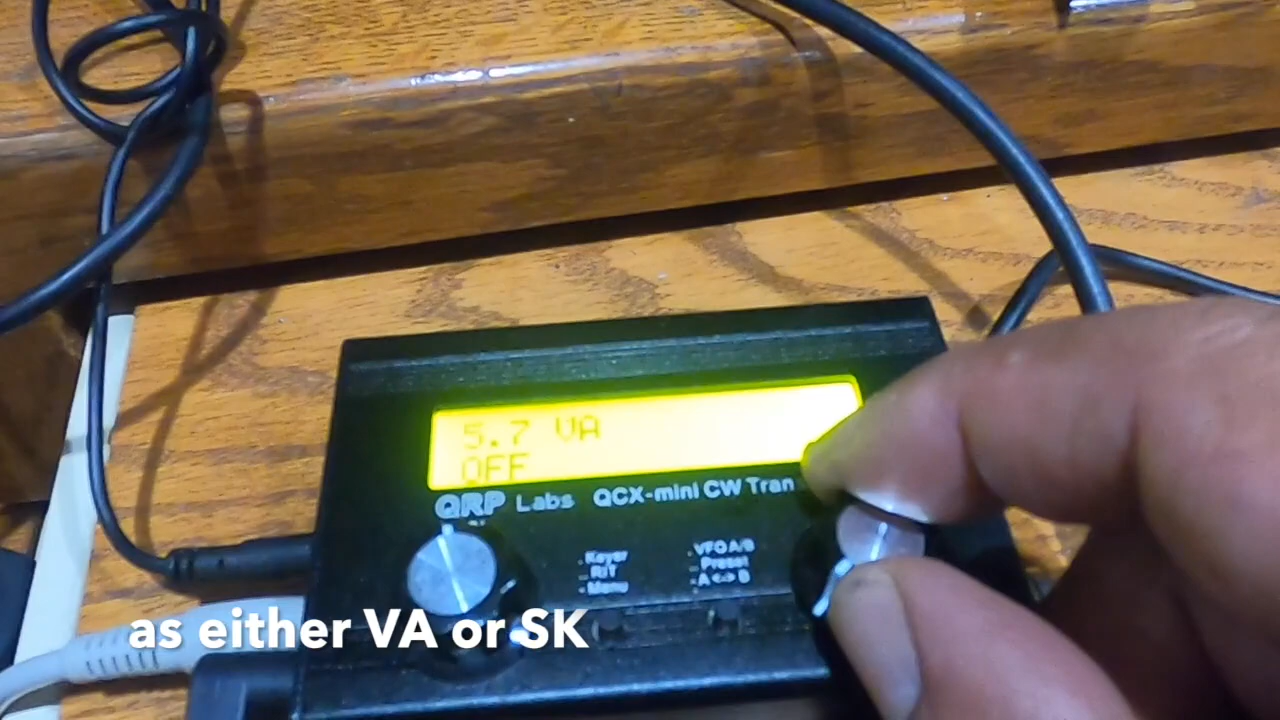 5.7 VA
OFF
QRP Labs QCX-mini CW Tran
Keyer
RIT
Menu
VFO A/B
Preset
A <-> B
as either VA or SK